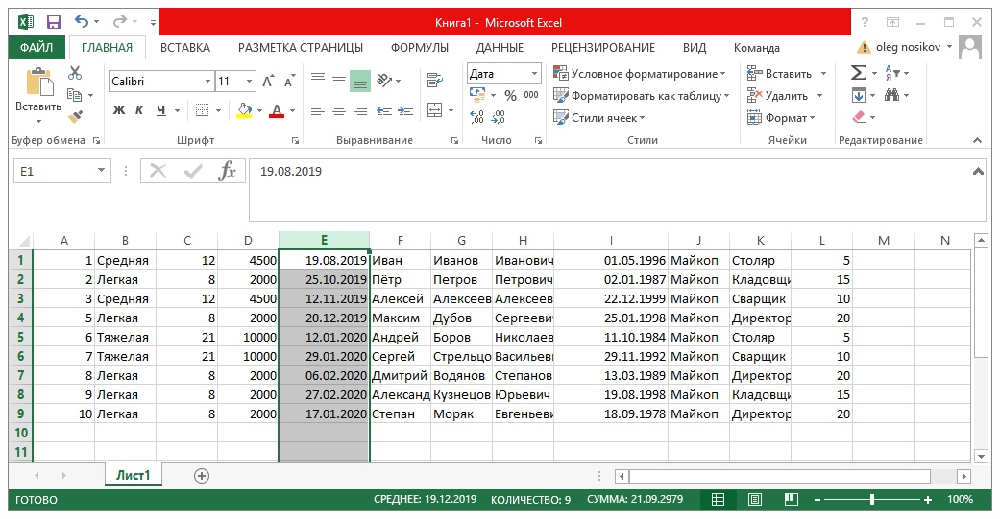 Книга1 - Microsoft Excel
ФАЙЛ ГЛАВНАЯ ВСТАВКА РАЗМЕТКА СТРАНИЦЫ ФОРМУЛЫ ДАННЫЕ РЕЦЕНЗИРОВАНИЕ ВИД Команда oleg nosikov
Вставить
Calibri 11
Ж К Ч
А
Дата
% 000
Условное форматирование
Форматировать как таблицу
Стили ячеек
Вставить
Удалить
Формат
Буфер обмена Шрифт Выравнивание Число Стили Ячейки Редактирование
E1 fx 19.08.2019
A B C D E F G H I J K L M N
1 1 Средняя 12 4500 19.08.2019 Иван Иванов Иванович 01.05.1996 Майкоп Столяр 5
2 2 Легкая 8 2000 25.10.2019 Пётр Петров Петрович 02.01.1987 Майкоп Кладовщи 15
3 3 Средняя 12 4500 12.11.2019 Алексей Алексеев Алексеев 22.12.1999 Майкоп Сварщик 10
4 5 Легкая 8 2000 20.12.2019 Максим Дубов Сергеевич 25.01.1998 Майкоп Директор 20
5 6 Тяжелая 21 10000 12.01.2020 Андрей Боров Николаев 11.10.1984 Майкоп Столяр 5
6 7 Тяжелая 21 10000 29.01.2020 Сергей Стрельцо Васильеви 29.11.1992 Майкоп Сварщик 10
7 8 Легкая 8 2000 06.02.2020 Дмитрий Водянов Степанов 13.03.1989 Майкоп Директор 20
8 9 Легкая 8 2000 27.02.2020 Александ Кузнецов Юрьевич 19.08.1998 Майкоп Кладовщи 15
9 10 Легкая 8 2000 17.01.2020 Степан Моряк Евгеньеви 18.09.1978 Майкоп Директор 20
10
11
Лист1
ГОТОВО СРЕДНЕЕ: 19.12.2019 КОЛИЧЕСТВО: 9 СУММА: 21.09.2979 100%